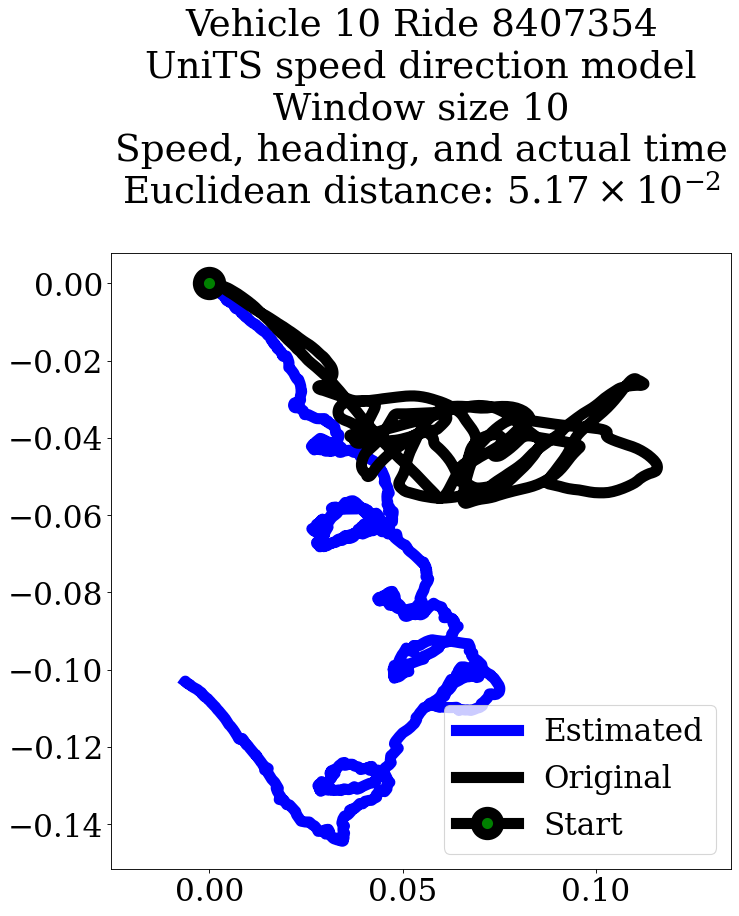 Vehicle 10 Ride 8407354
UniTS speed direction model
Window size 10
Speed, heading, and actual time
Euclidean distance: 5.17 × 10⁻²
0.00
−0.02
−0.04
−0.06
−0.08
−0.10
−0.12
−0.14
Estimated
Original
Start
0.00 0.05 0.10